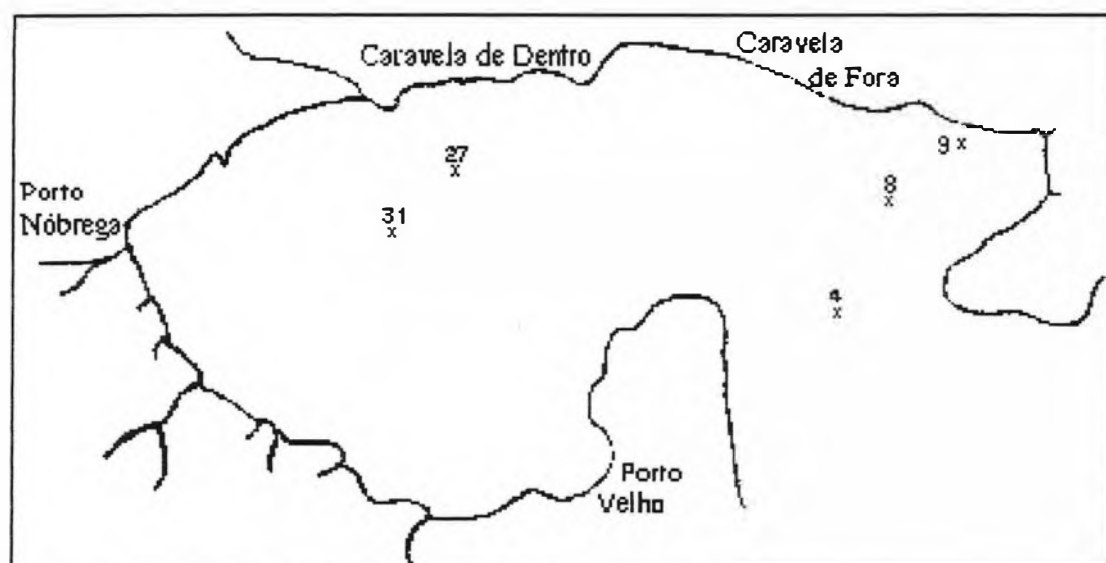 Caravela de Dentro
Caravela
de Fora
9 x
27
x
8
x
Porto
Nóbrega
31
x
4
x
Porto
Velho